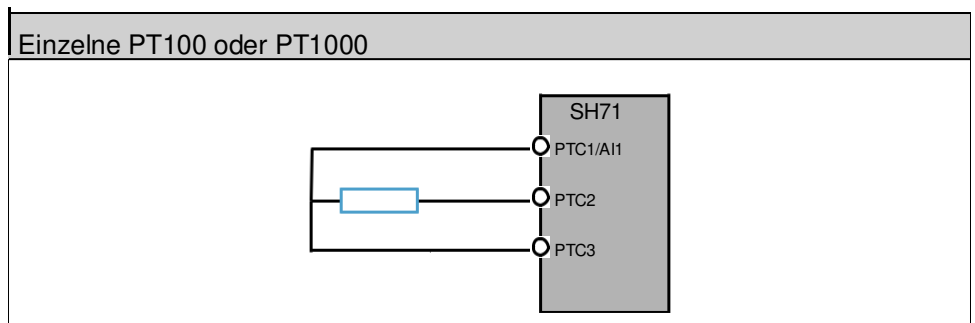 Einzelne PT100 oder PT1000
SH71
PTC1/AI1
PTC2
PTC3